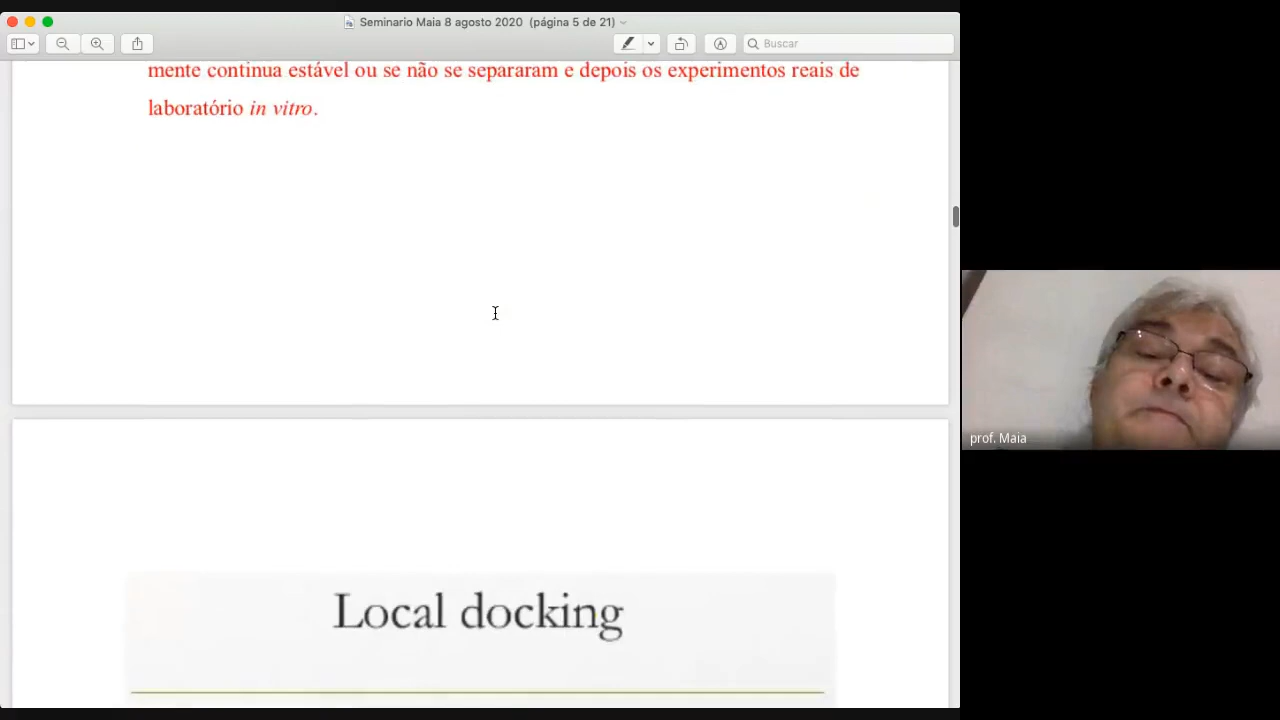 Seminario Maia 8 agosto 2020 (página 5 de 21)
Buscar
mente continua estável ou se não se separaram e depois os experimentos reais de
laboratório in vitro.
prof. Maia
Local docking